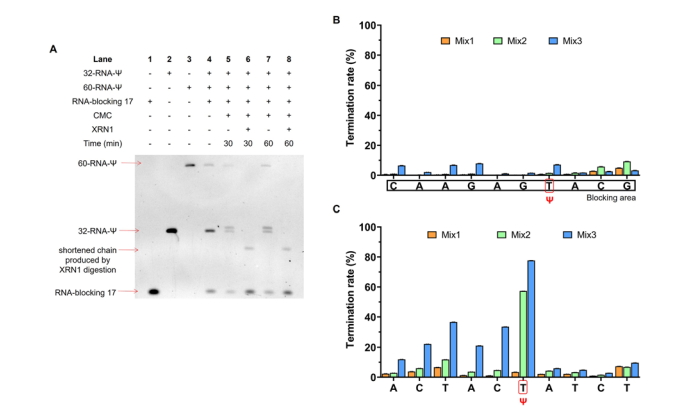 A
Lane 1 2 3 4 5 6 7 8
32-RNA-Ψ - + - + + + + +
60-RNA-Ψ - - + + + + + +
RNA-blocking 17 + - - + + + + +
CMC - - - - + + + +
XRN1 - - - - - + - +
Time (min) 30 30 60 60
60-RNA-Ψ
32-RNA-Ψ
shortened chain
produced by
XRN1 digestion
RNA-blocking 17
B
Mix1 Mix2 Mix3
Termination rate (%)
100
80
60
40
20
0
C A A G A G T A C G
Ψ
Blocking area
C
Mix1 Mix2 Mix3
Termination rate (%)
100
80
60
40
20
0
A C T A C T A T C T
Ψ